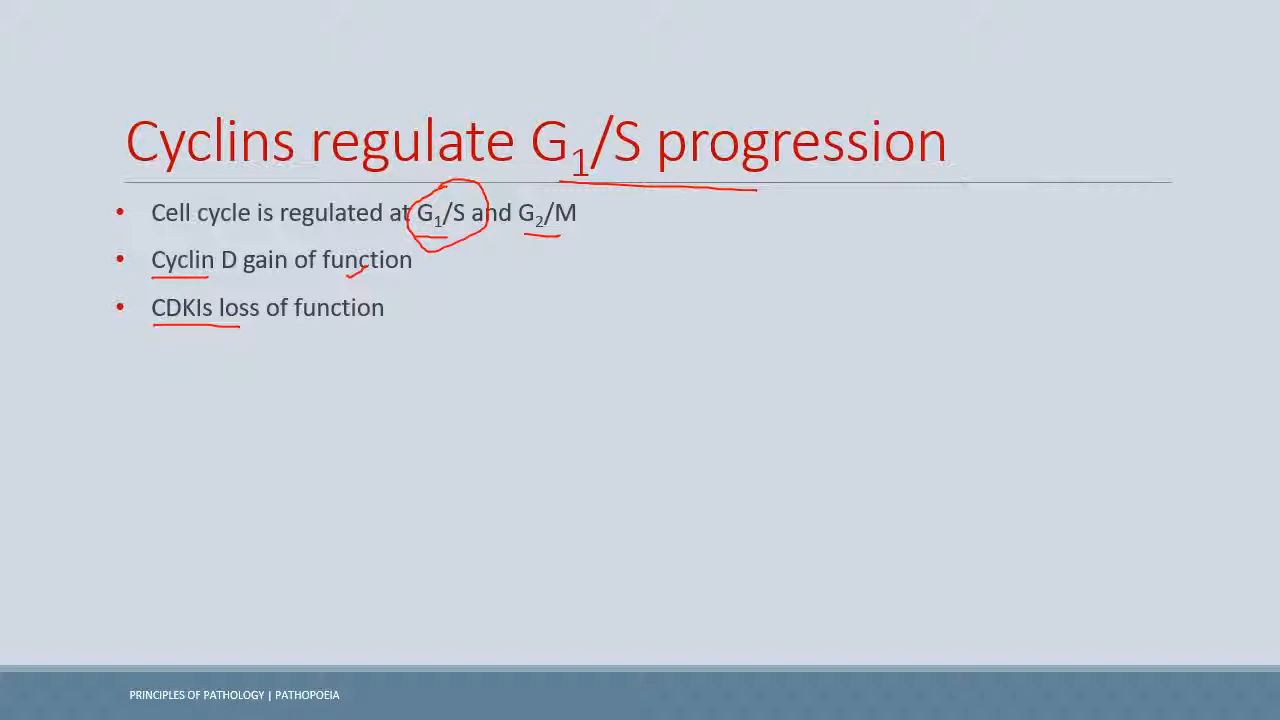 Cyclins regulate G₁/S progression
• Cell cycle is regulated at G₁/S and G₂/M
• Cyclin D gain of function
• CDKIs loss of function
PRINCIPLES OF PATHOLOGY | PATHOPOEIA